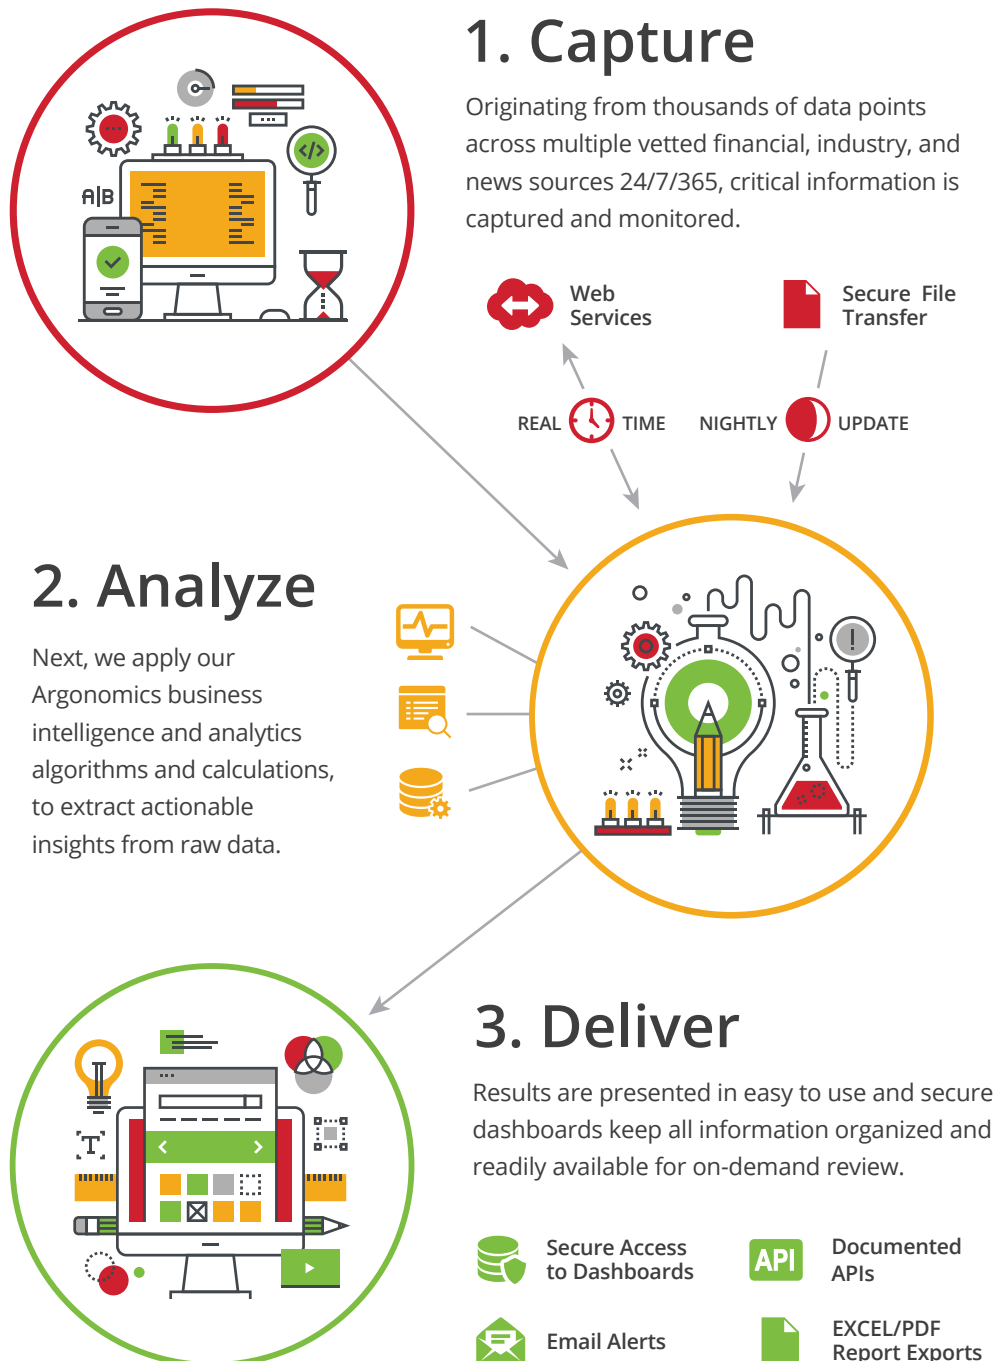 1. Capture
Originating from thousands of data points
across multiple vetted financial, industry, and
news sources 24/7/365, critical information is
captured and monitored.
A|B
</>
Web
Services
Secure File
Transfer
REAL TIME
NIGHTLY UPDATE
2. Analyze
Next, we apply our
Argonomics business
intelligence and analytics
algorithms and calculations,
to extract actionable
insights from raw data.
!
3. Deliver
Results are presented in easy to use and secure
dashboards keep all information organized and
readily available for on-demand review.
T
Secure Access
to Dashboards
API
Documented
APIs
Email Alerts
EXCEL/PDF
Report Exports